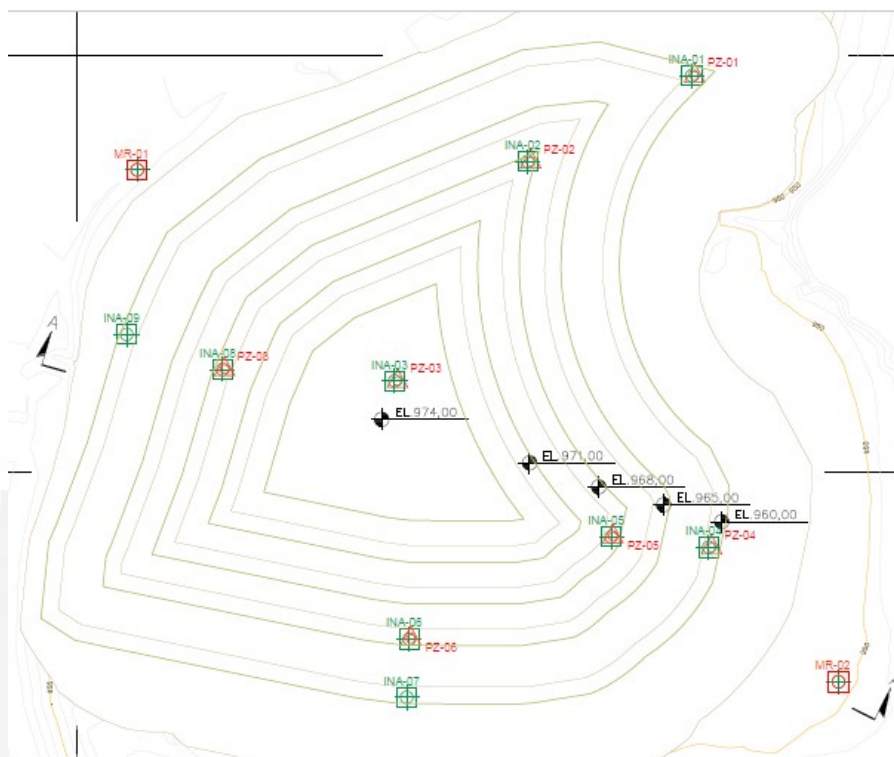 INA-01
PZ-01
INA-02
PZ-02
MR-01
INA-09
A
INA-08
PZ-08
INA-03
PZ-03
EL.974,00
EL.971,00
EL.968,00
EL.965,00
EL.960,00
INA-05
PZ-05
PZ-04
INA-06
PZ-06
INA-07
MR-02